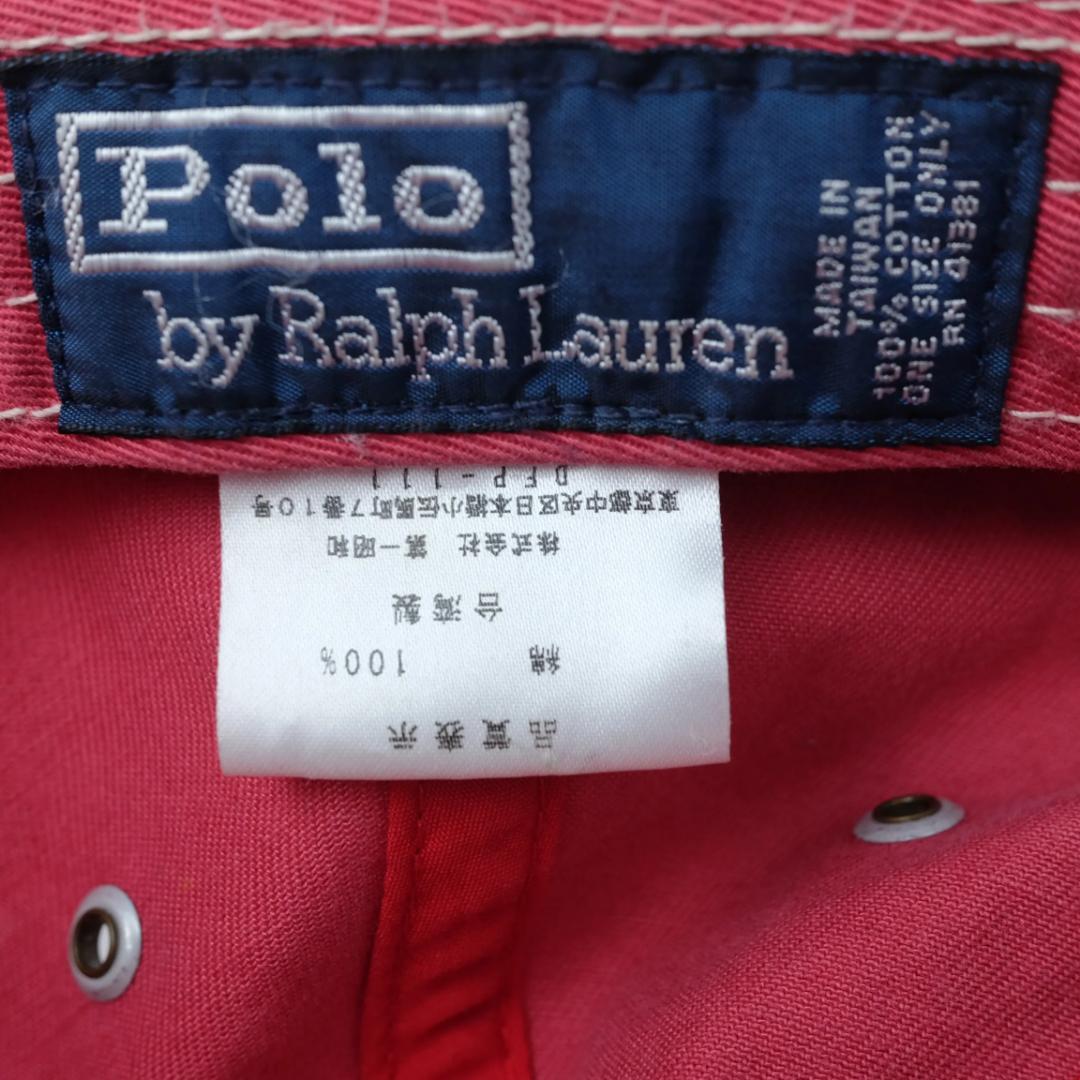 Polo
by Ralph Lauren
MADE IN
TAIWAN
100% COTTON
ONE SIZE ONLY
RN 41381
品質表示
綿 100%
台湾製
株式会社 第一昭和
東京都中央区日本橋小伝馬町7番10号
DFP-111